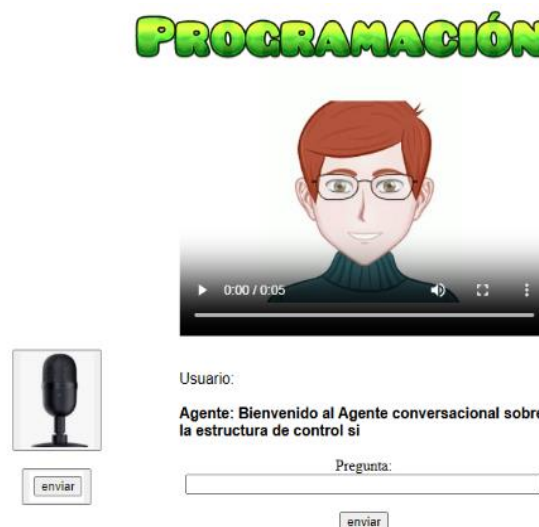 PROGRAMACIÓN
0:00 / 0:05
Usuario:
Agente: Bienvenido al Agente conversacional sobre
la estructura de control si
Pregunta:
enviar
enviar